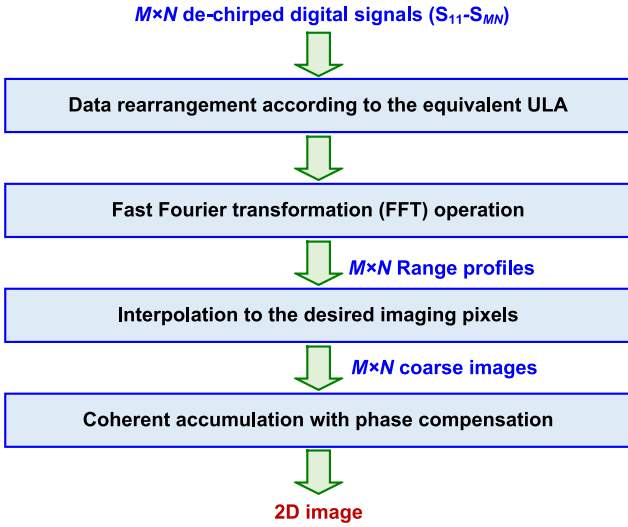 M×N de-chirped digital signals (S11-SMN)
Data rearrangement according to the equivalent ULA
Fast Fourier transformation (FFT) operation
M×N Range profiles
Interpolation to the desired imaging pixels
M×N coarse images
Coherent accumulation with phase compensation
2D image